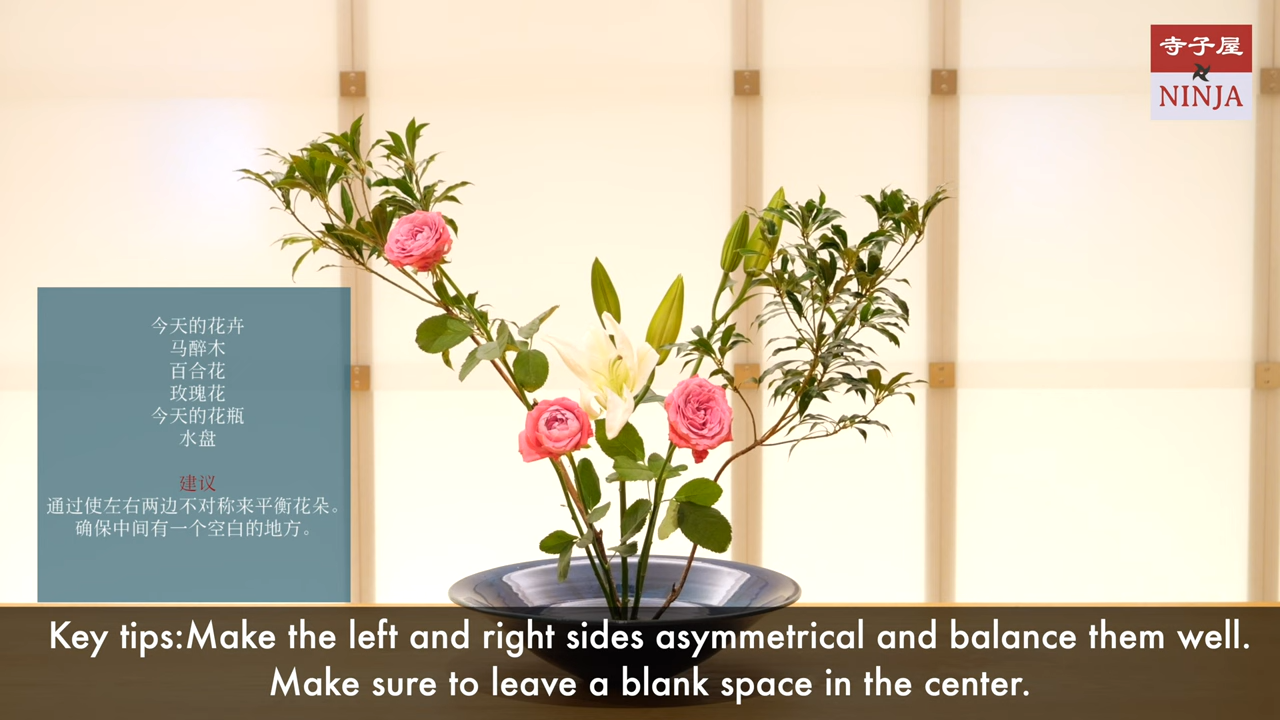 寺子屋
NINJA
今天的花卉
马醉木
百合花
玫瑰花
今天的花瓶
水盘
建议
通过使左右两边不对称来平衡花朵。
确保中间有一个空白的地方。
Key tips:Make the left and right sides asymmetrical and balance them well.
Make sure to leave a blank space in the center.